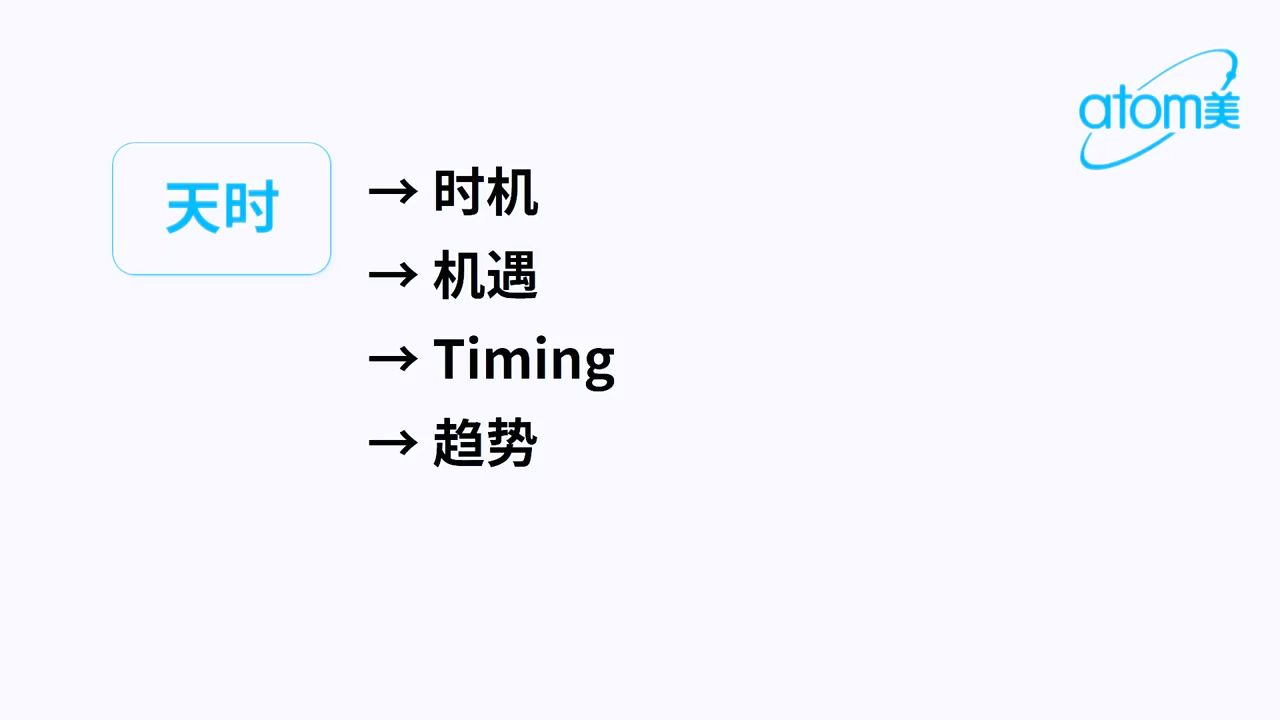 atom美
天时
→ 时机
→ 机遇
→ Timing
→ 趋势